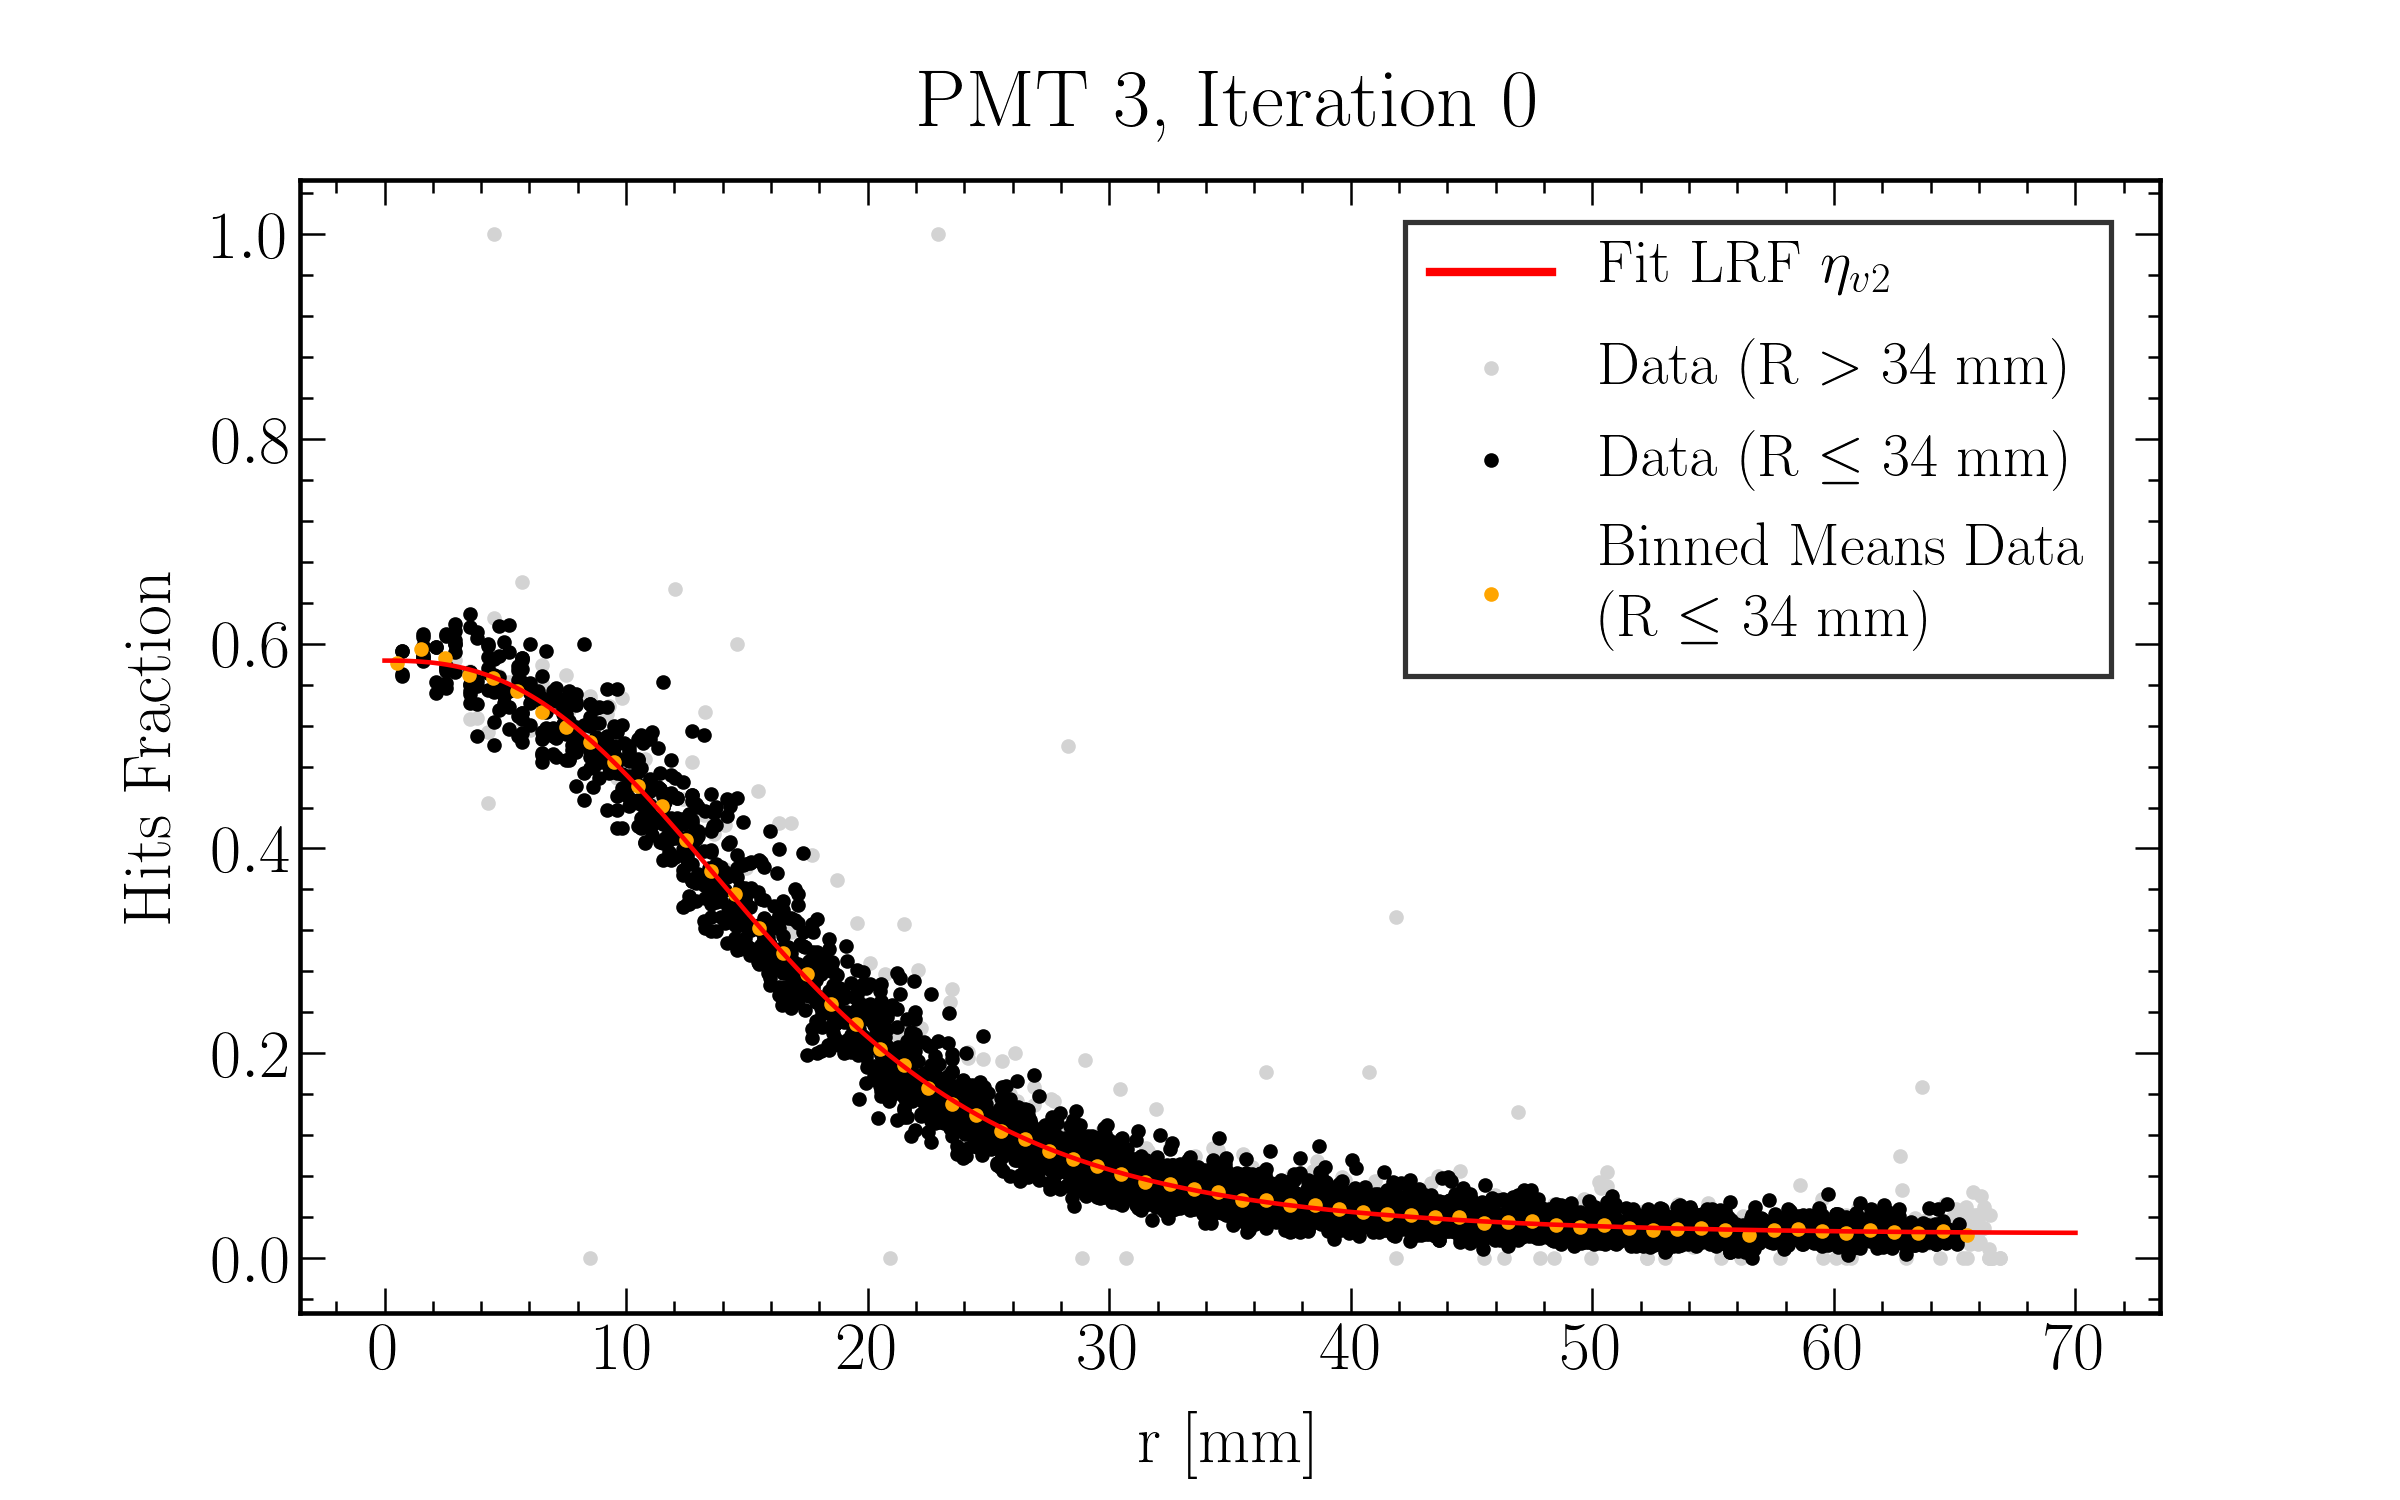 PMT 3, Iteration 0
Hits Fraction
1.0
0.8
0.6
0.4
0.2
0.0
Fit LRF η_{v2}
Data (R > 34 mm)
Data (R ≤ 34 mm)
Binned Means Data
(R ≤ 34 mm)
0 10 20 30 40 50 60 70
r [mm]